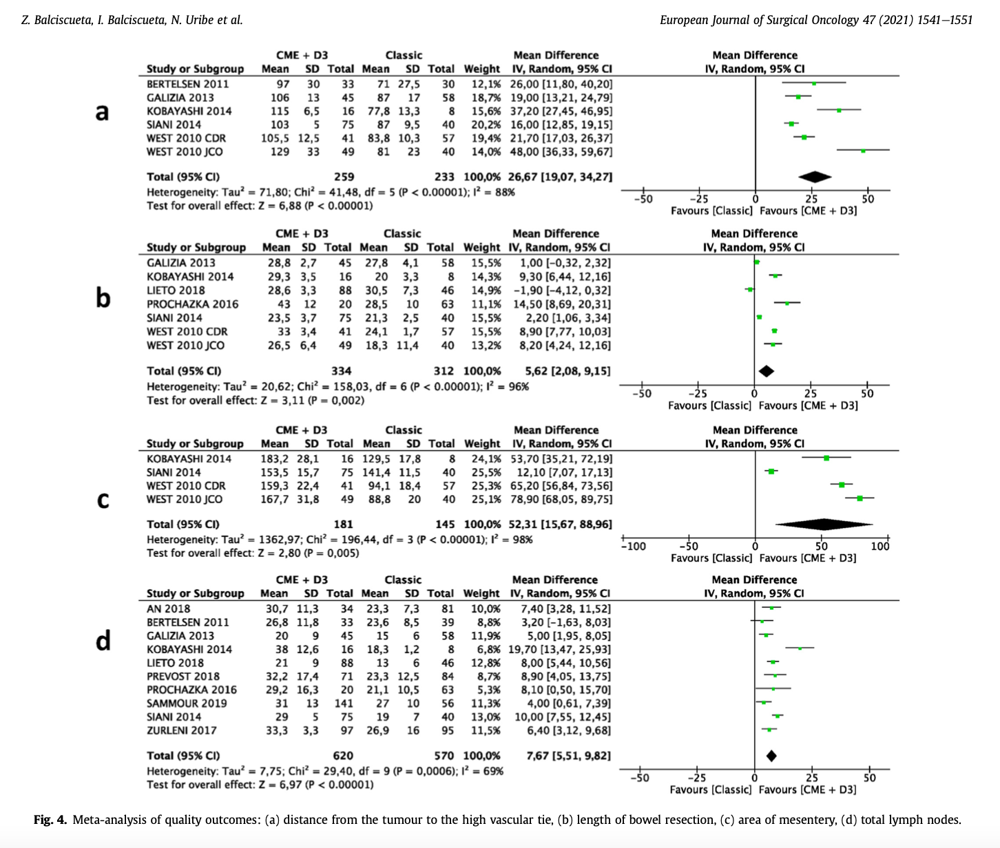 Z. Balciscueta, I. Balciscueta, N. Uribe et al. European Journal of Surgical Oncology 47 (2021) 1541–1551
a
CME + D3 Classic Mean Difference Mean Difference
Study or Subgroup Mean SD Total Mean SD Total Weight IV, Random, 95% CI IV, Random, 95% CI
BERTELSEN 2011 97 30 33 71 27,5 30 12,1% 26,00 [11,80, 40,20]
GALIZIA 2013 106 13 45 87 17 58 18,7% 19,00 [13,21, 24,79]
KOBAYASHI 2014 115 6,5 16 77,8 13,3 8 15,6% 37,20 [27,45, 46,95]
SIANI 2014 103 5 75 87 9,5 40 20,2% 16,00 [12,85, 19,15]
WEST 2010 CDR 105,5 12,5 41 83,8 10,3 57 19,4% 21,70 [17,03, 26,37]
WEST 2010 JCO 129 33 49 81 23 40 14,0% 48,00 [36,33, 59,67]
Total (95% CI) 259 233 100,0% 26,67 [19,07, 34,27]
Heterogeneity: Tau² = 71,80; Chi² = 41,48, df = 5 (P < 0.00001); I² = 88%
Test for overall effect: Z = 6,88 (P < 0.00001)
-50 -25 0 25 50
Favours [Classic] Favours [CME + D3]
b
CME + D3 Classic Mean Difference Mean Difference
Study or Subgroup Mean SD Total Mean SD Total Weight IV, Random, 95% CI IV, Random, 95% CI
GALIZIA 2013 28,8 2,7 45 27,8 4,1 58 15,5% 1,00 [-0,32, 2,32]
KOBAYASHI 2014 29,3 3,5 16 20 3,3 8 14,3% 9,30 [6,44, 12,16]
LIETO 2018 28,6 3,3 88 30,5 7,3 46 14,9% -1,90 [-4,12, 0,32]
PROCHAZKA 2016 43 12 20 28,5 10 63 11,1% 14,50 [8,69, 20,31]
SIANI 2014 23,5 3,7 75 21,3 2,5 40 15,5% 2,20 [1,06, 3,34]
WEST 2010 CDR 33 3,4 41 24,1 1,7 57 15,5% 8,90 [7,77, 10,03]
WEST 2010 JCO 26,5 6,4 49 18,3 11,4 40 13,2% 8,20 [4,24, 12,16]
Total (95% CI) 334 312 100,0% 5,62 [2,08, 9,15]
Heterogeneity: Tau² = 20,62; Chi² = 158,03, df = 6 (P < 0.00001); I² = 96%
Test for overall effect: Z = 3,11 (P = 0,002)
-50 -25 0 25 50
Favours [Classic] Favours [CME + D3]
c
CME + D3 Classic Mean Difference Mean Difference
Study or Subgroup Mean SD Total Mean SD Total Weight IV, Random, 95% CI IV, Random, 95% CI
KOBAYASHI 2014 183,2 28,1 16 129,5 17,8 8 24,1% 53,70 [35,21, 72,19]
SIANI 2014 153,5 15,7 75 141,4 11,5 40 25,5% 12,10 [7,07, 17,13]
WEST 2010 CDR 159,3 22,4 41 94,1 18,4 57 25,3% 65,20 [56,84, 73,56]
WEST 2010 JCO 167,7 31,8 49 88,8 20 40 25,1% 78,90 [68,05, 89,75]
Total (95% CI) 181 145 100,0% 52,31 [15,67, 88,96]
Heterogeneity: Tau² = 1362,97; Chi² = 196,44, df = 3 (P < 0.00001); I² = 98%
Test for overall effect: Z = 2,80 (P = 0,005)
-100 -50 0 50 100
Favours [Classic] Favours [CME + D3]
d
CME + D3 Classic Mean Difference Mean Difference
Study or Subgroup Mean SD Total Mean SD Total Weight IV, Random, 95% CI IV, Random, 95% CI
AN 2018 30,7 11,3 34 23,3 7,3 81 10,0% 7,40 [3,28, 11,52]
BERTELSEN 2011 26,8 11,8 33 23,6 8,5 39 8,8% 3,20 [-1,63, 8,03]
GALIZIA 2013 20 9 45 15 6 58 11,9% 5,00 [1,95, 8,05]
KOBAYASHI 2014 38 12,6 16 18,3 1,2 8 6,8% 19,70 [13,47, 25,93]
LIETO 2018 21 9 88 13 6 46 12,8% 8,00 [5,44, 10,56]
PREVOST 2018 32,2 17,4 71 23,3 12,5 84 8,7% 8,90 [4,05, 13,75]
PROCHAZKA 2016 29,2 16,3 20 21,1 10,5 63 5,3% 8,10 [0,50, 15,70]
SAMMOUR 2019 31 13 141 27 10 56 11,3% 4,00 [0,61, 7,39]
SIANI 2014 29 5 75 19 7 40 13,0% 10,00 [7,55, 12,45]
ZURLENI 2017 33,3 3,3 97 26,9 16 95 11,5% 6,40 [3,12, 9,68]
Total (95% CI) 620 570 100,0% 7,67 [5,51, 9,82]
Heterogeneity: Tau² = 7,75; Chi² = 29,40, df = 9 (P = 0,0006); I² = 69%
Test for overall effect: Z = 6,97 (P < 0.00001)
-50 -25 0 25 50
Favours [Classic] Favours [CME + D3]
Fig. 4. Meta-analysis of quality outcomes: (a) distance from the tumour to the high vascular tie, (b) length of bowel resection, (c) area of mesentery, (d) total lymph nodes.